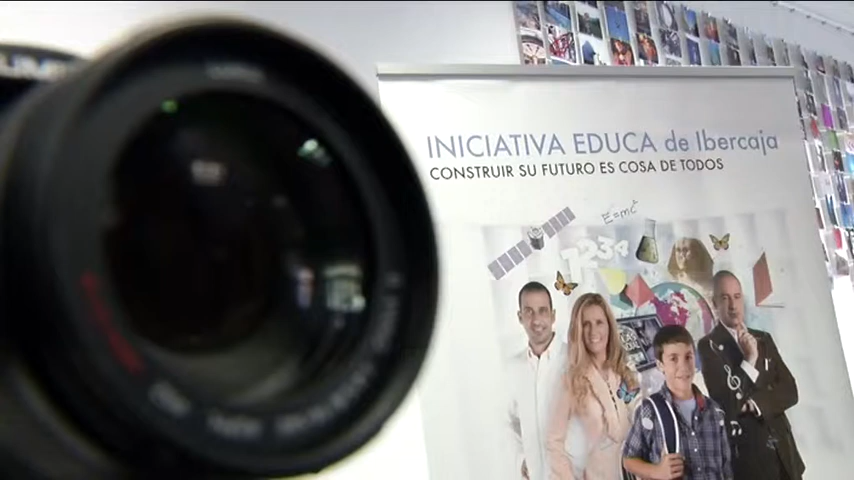 INICIATIVA EDUCA de Ibercaja
CONSTRUIR SU FUTURO ES COSA DE TODOS
E=mc²
1234